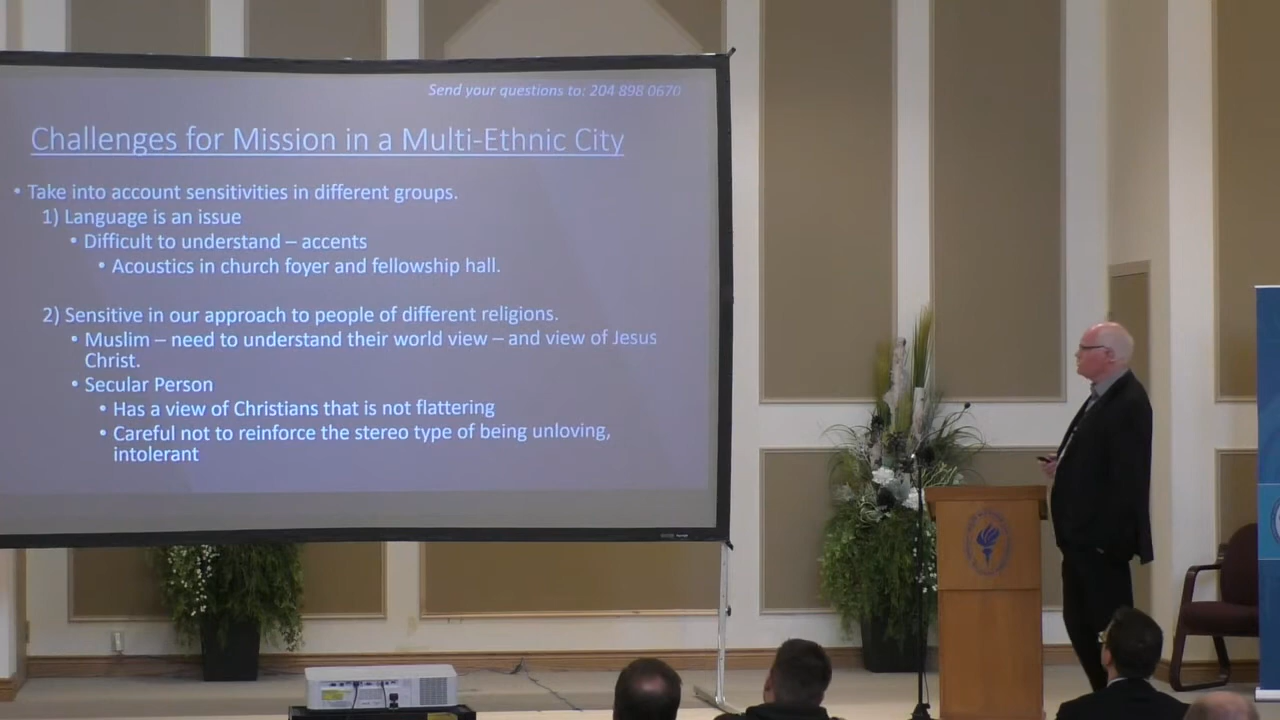 Send your questions to: 204 898 0670
Challenges for Mission in a Multi-Ethnic City
• Take into account sensitivities in different groups.
1) Language is an issue
• Difficult to understand – accents
• Acoustics in church foyer and fellowship hall.
2) Sensitive in our approach to people of different religions.
• Muslim – need to understand their world view – and view of Jesus
Christ.
• Secular Person
• Has a view of Christians that is not flattering
• Careful not to reinforce the stereo type of being unloving,
intolerant